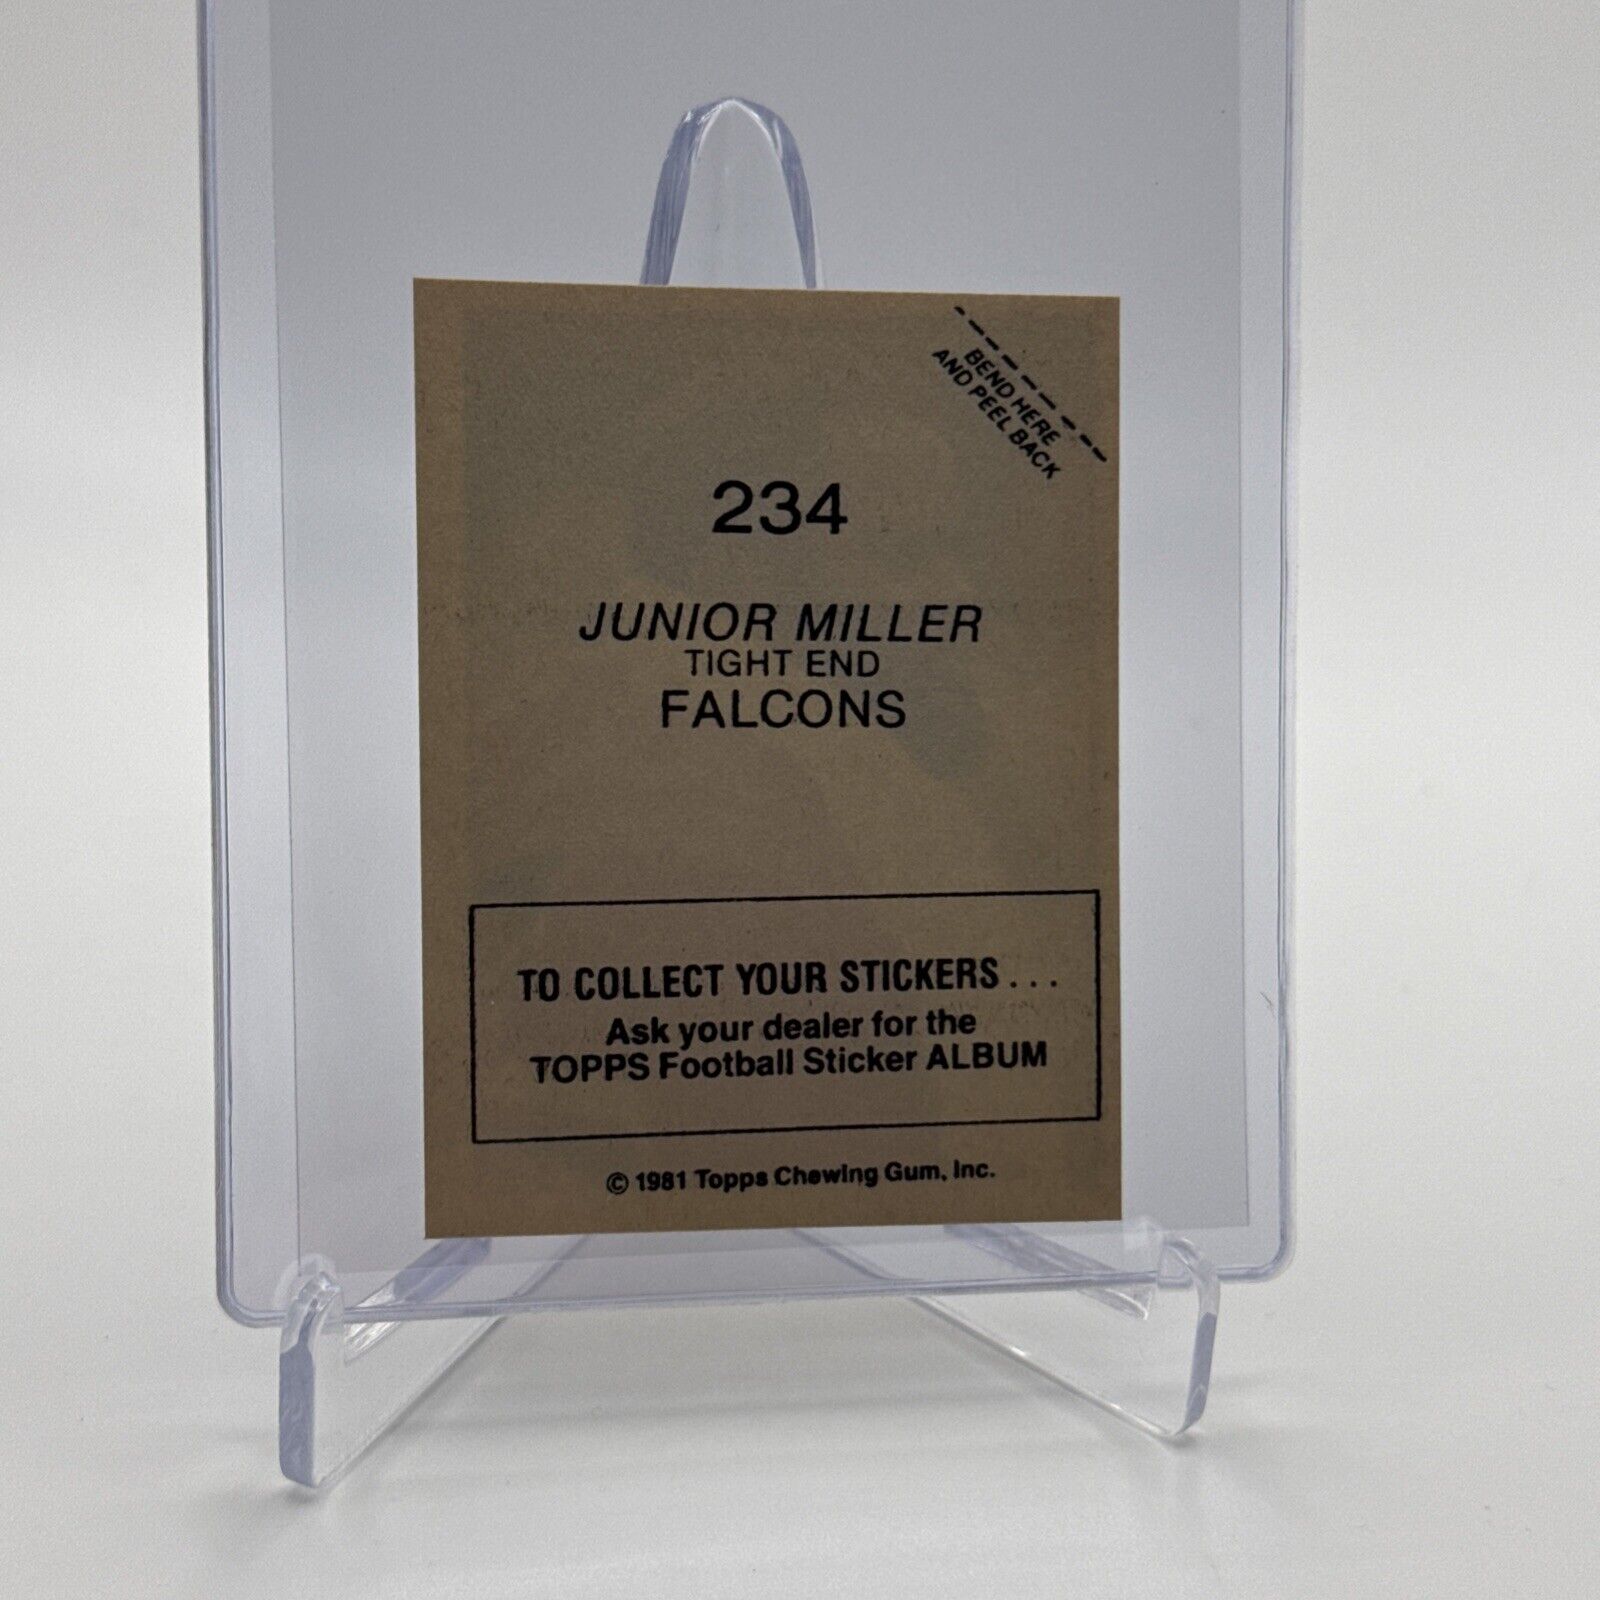 BEND HERE
AND PEEL BACK
234
JUNIOR MILLER
TIGHT END
FALCONS
TO COLLECT YOUR STICKERS . . .
Ask your dealer for the
TOPPS Football Sticker ALBUM
© 1981 Topps Chewing Gum, Inc.